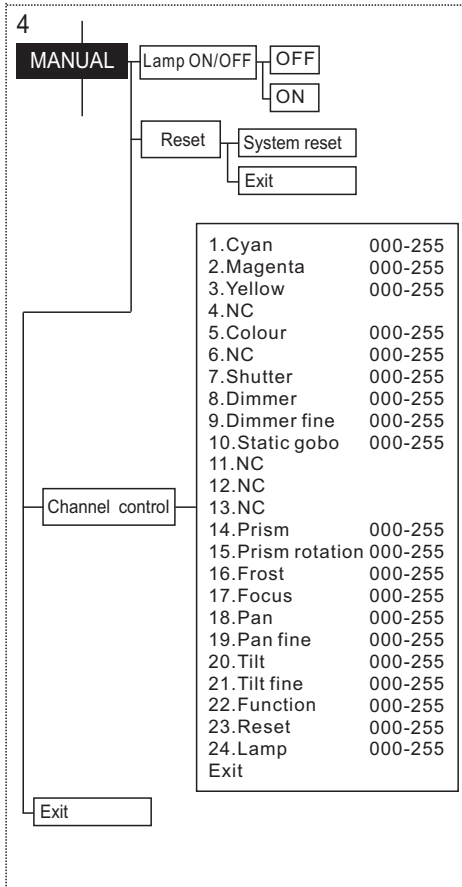 4
MANUAL
Lamp ON/OFF
OFF
ON
Reset
System reset
Exit
Channel control
1.Cyan 000-255
2.Magenta 000-255
3.Yellow 000-255
4.NC
5.Colour 000-255
6.NC 000-255
7.Shutter 000-255
8.Dimmer 000-255
9.Dimmer fine 000-255
10.Static gobo 000-255
11.NC
12.NC
13.NC
14.Prism 000-255
15.Prism rotation 000-255
16.Frost 000-255
17.Focus 000-255
18.Pan 000-255
19.Pan fine 000-255
20.Tilt 000-255
21.Tilt fine 000-255
22.Function 000-255
23.Reset 000-255
24.Lamp 000-255
Exit
Exit